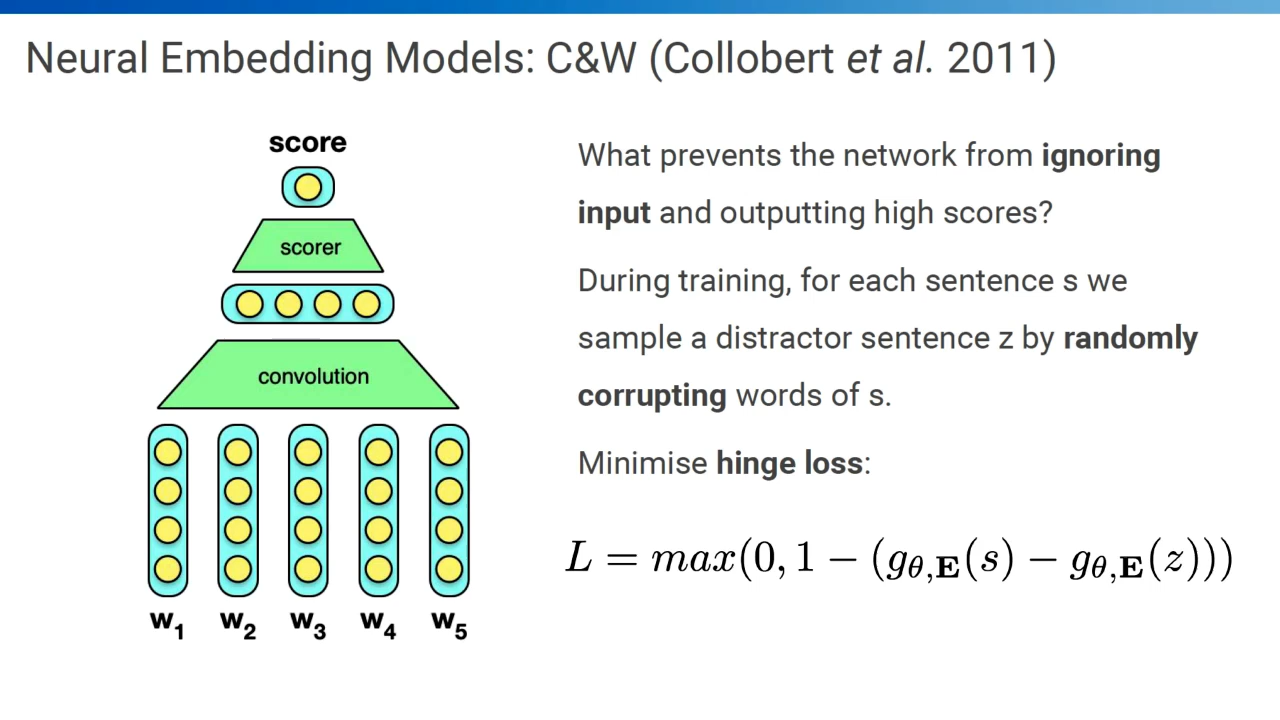 Neural Embedding Models: C&W (Collobert et al. 2011)
score
scorer
convolution
w1 w2 w3 w4 w5
What prevents the network from ignoring
input and outputting high scores?
During training, for each sentence s we
sample a distractor sentence z by randomly
corrupting words of s.
Minimise hinge loss:
L = max(0, 1 − (gθ,E(s) − gθ,E(z)))